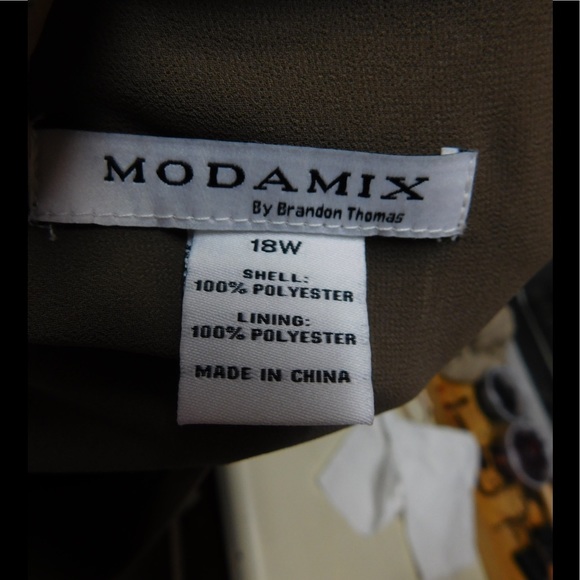 MODAMIX
By Brandon Thomas
18W
SHELL:
100% POLYESTER
LINING:
100% POLYESTER
MADE IN CHINA